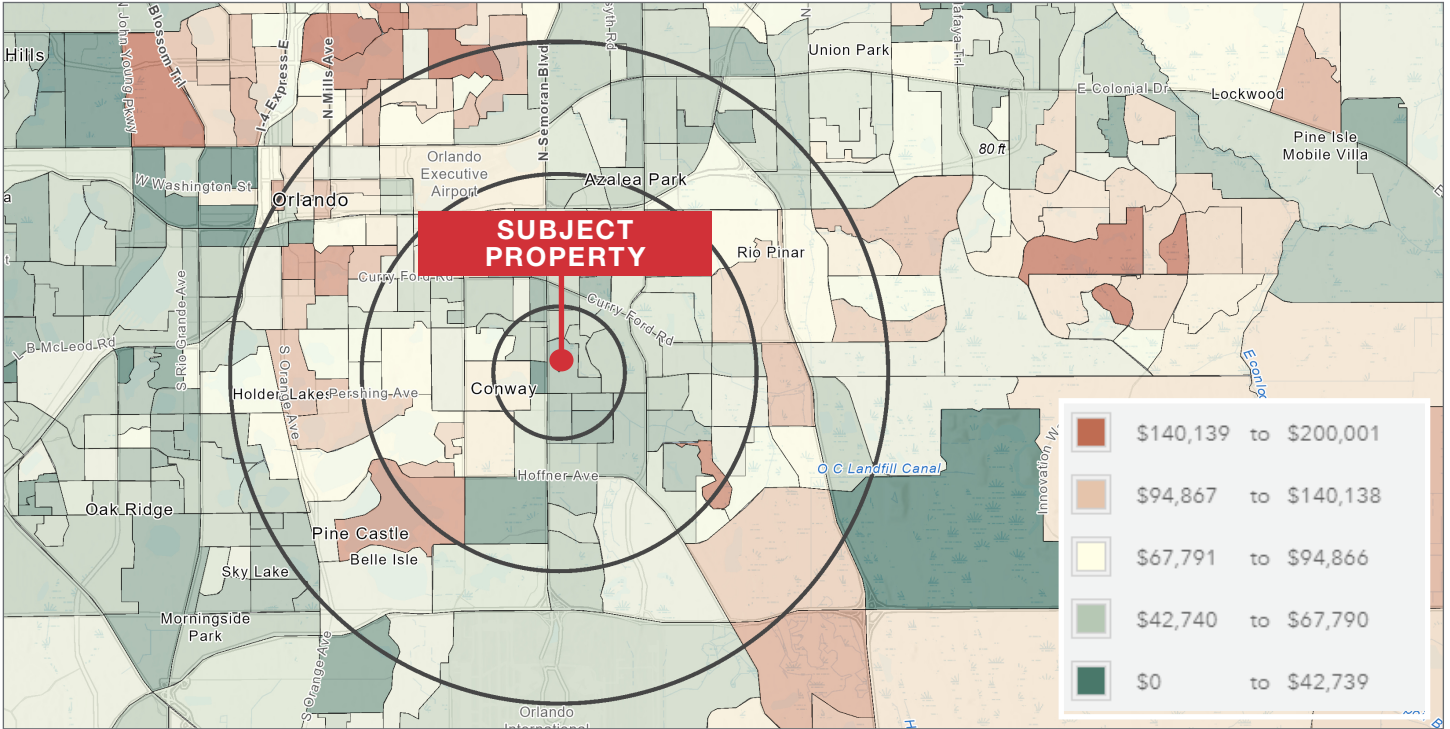 Hills
N John Young Pkwy
Blossom Trl
I-4-Express-E
N-Mills Ave
N-Semoran-Blvd
syth-Rd
N
Union Park
afaya-Trl
E Colonial Dr
Lockwood
Pine Isle
Mobile Villa
80 ft
W Washington St
Orlando
Executive
Airport
Azalea Park
Orlando
a
SUBJECT
PROPERTY
Rio Pinar
t
Curry Ford Rd
Curry Ford Rd
S-Rio-Grande-Ave
L B McLeod Rd
S Orange Ave
Holden Lakes
Pershing Ave
Conway
Hoffner Ave
O C Landfill Canal
Innovation W
Econlo
Oak Ridge
Pine Castle
Belle Isle
Sky Lake
Morningside
Park
S Orange Ave
Orlando
International
H
$140,139 to $200,001
$94,867 to $140,138
$67,791 to $94,866
$42,740 to $67,790
$0 to $42,739